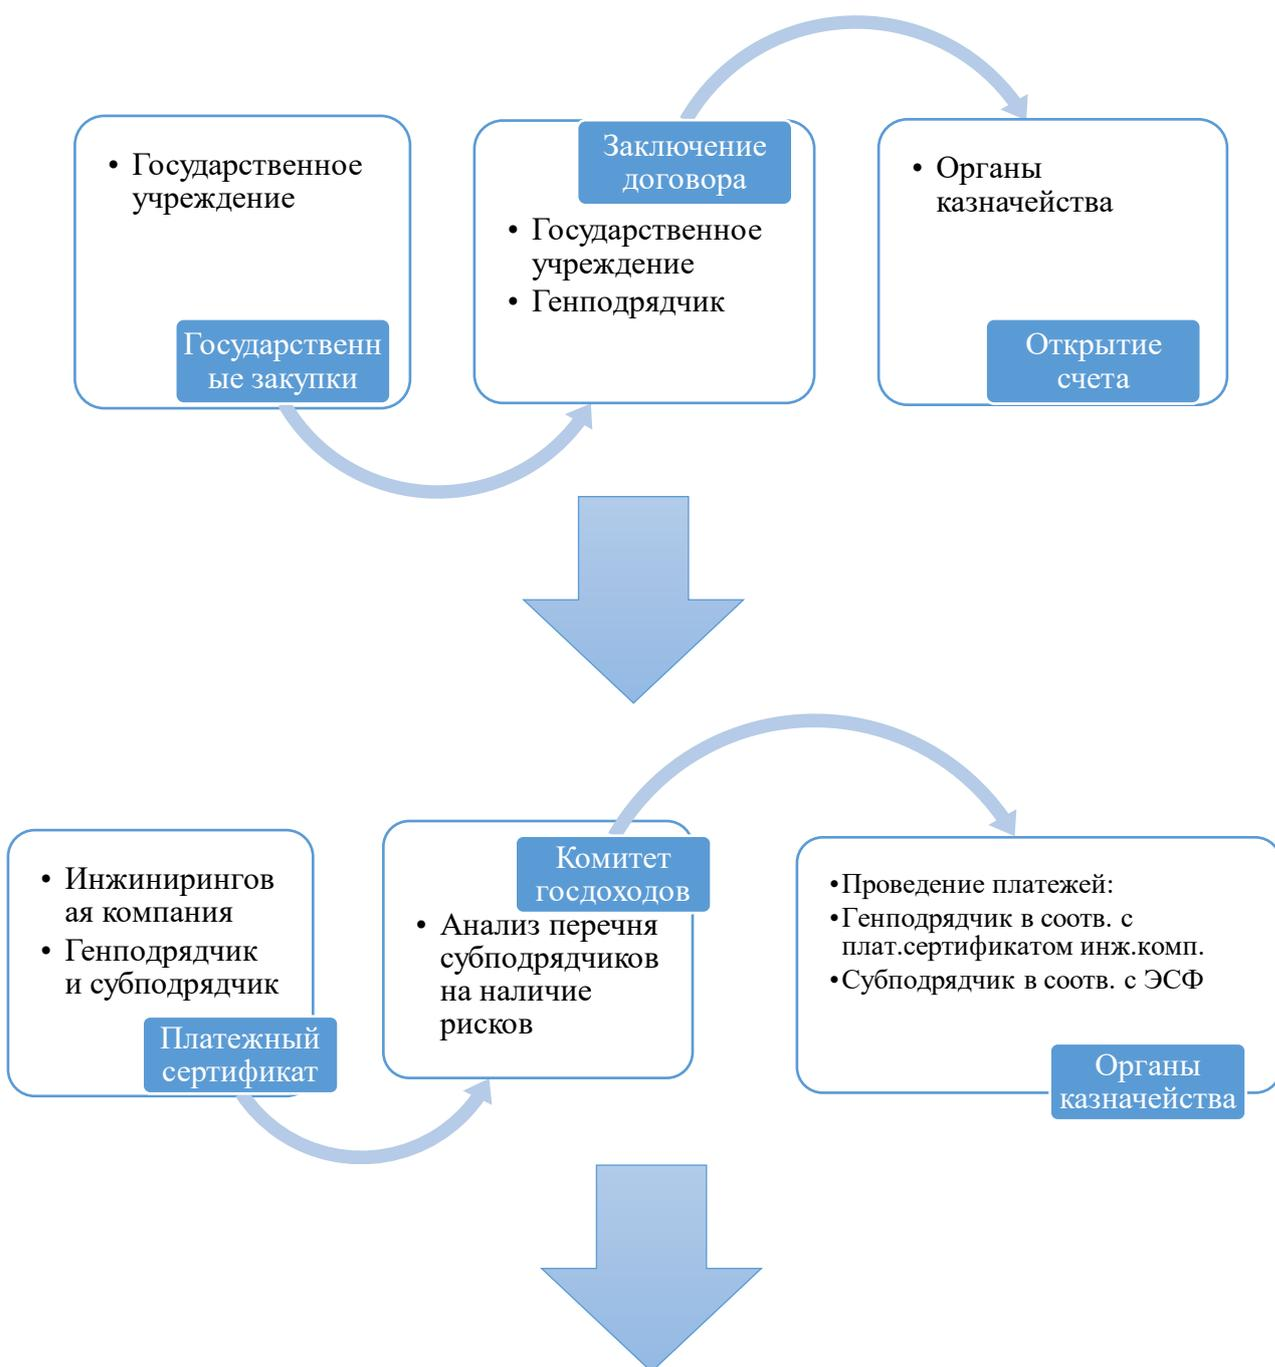 • Государственное
учреждение
Государственн
ые закупки
Заключение
договора
• Государственное
учреждение
• Генподрядчик
• Органы
казначейства
Открытие
счета
• Инжинирингов
ая компания
• Генподрядчик
и субподрядчик
Платежный
сертификат
Комитет
госдоходов
• Анализ перечня
субподрядчиков
на наличие
рисков
•Проведение платежей:
•Генподрядчик в соотв. с
плат.сертификатом инж.комп.
•Субподрядчик в соотв. с ЭСФ
Органы
казначейства